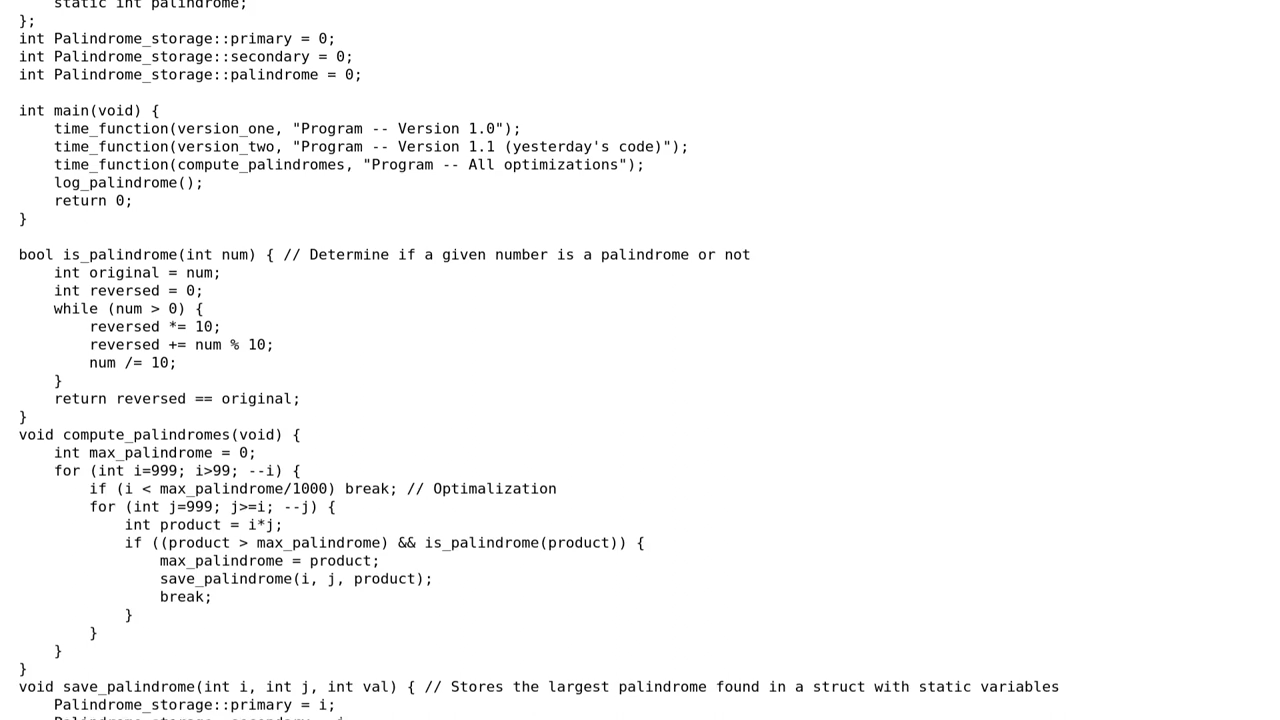 static int palindrome;
};
int Palindrome_storage::primary = 0;
int Palindrome_storage::secondary = 0;
int Palindrome_storage::palindrome = 0;

int main(void) {
    time_function(version_one, "Program -- Version 1.0");
    time_function(version_two, "Program -- Version 1.1 (yesterday's code)");
    time_function(compute_palindromes, "Program -- All optimizations");
    log_palindrome();
    return 0;
}

bool is_palindrome(int num) { // Determine if a given number is a palindrome or not
    int original = num;
    int reversed = 0;
    while (num > 0) {
        reversed *= 10;
        reversed += num % 10;
        num /= 10;
    }
    return reversed == original;
}
void compute_palindromes(void) {
    int max_palindrome = 0;
    for (int i=999; i>99; --i) {
        if (i < max_palindrome/1000) break; // Optimalization
        for (int j=999; j>=i; --j) {
            int product = i*j;
            if ((product > max_palindrome) && is_palindrome(product)) {
                max_palindrome = product;
                save_palindrome(i, j, product);
                break;
            }
        }
    }
}
void save_palindrome(int i, int j, int val) { // Stores the largest palindrome found in a struct with static variables
    Palindrome_storage::primary = i;